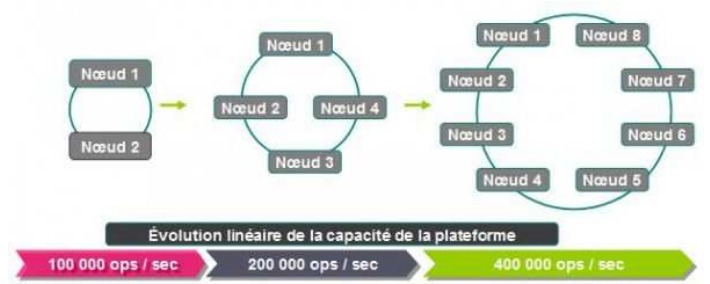 Nœud 1
Nœud 2
Nœud 1
Nœud 2
Nœud 4
Nœud 3
Nœud 1
Nœud 8
Nœud 2
Nœud 7
Nœud 3
Nœud 6
Nœud 4
Nœud 5
Évolution linéaire de la capacité de la plateforme
100 000 ops / sec
200 000 ops / sec
400 000 ops / sec